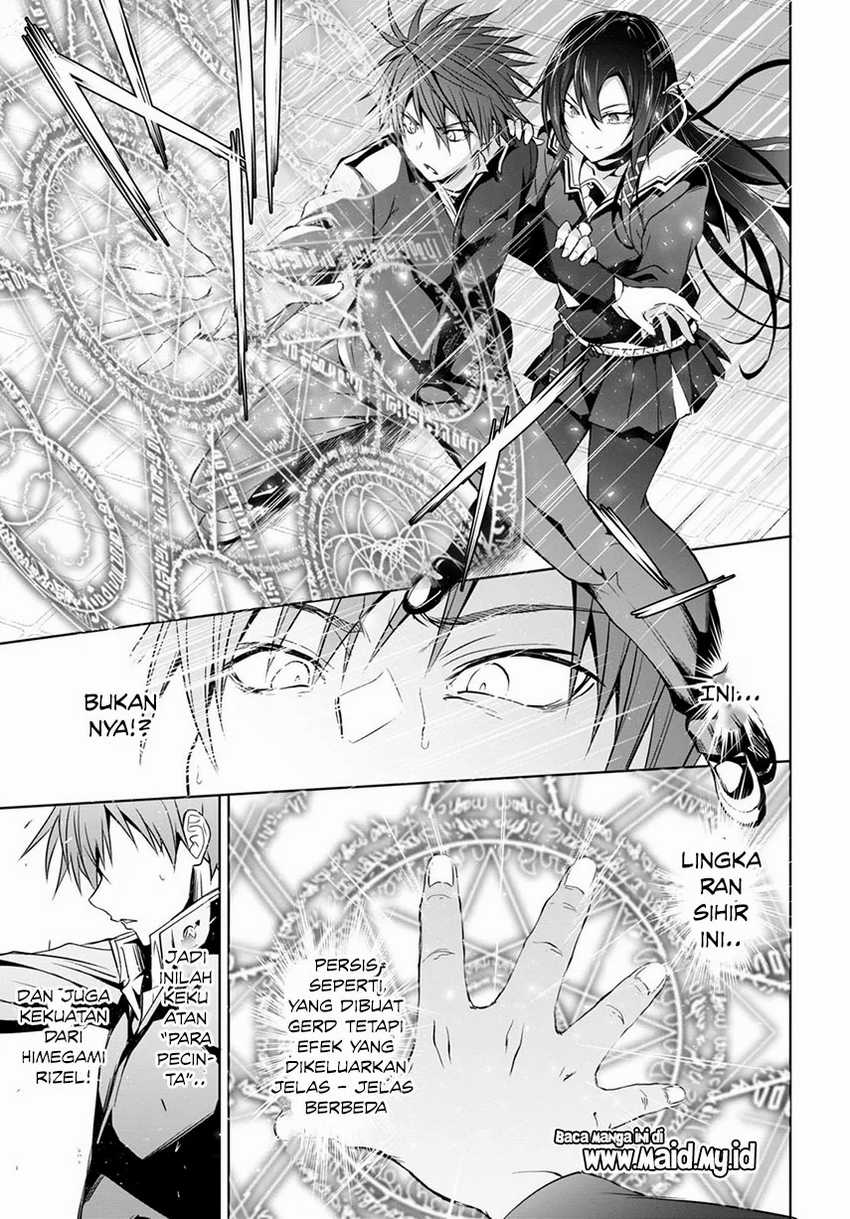 INI...
BUKAN
NYA!?
LINGKA
RAN
SIHIR
INI..
PERSIS
SEPERTI
YANG DIBUAT
GERD TETAPI
EFEK YANG
DIKELUARKAN
JELAS - JELAS
BERBEDA
JADI
INILAH
KEKU
ATAN
"PARA
PECIN-
TA"..
DAN JUGA
KEKUATAN
DARI
HIMEGAMI
RIZEL!
Baca manga ini di
www.Maid.My.id